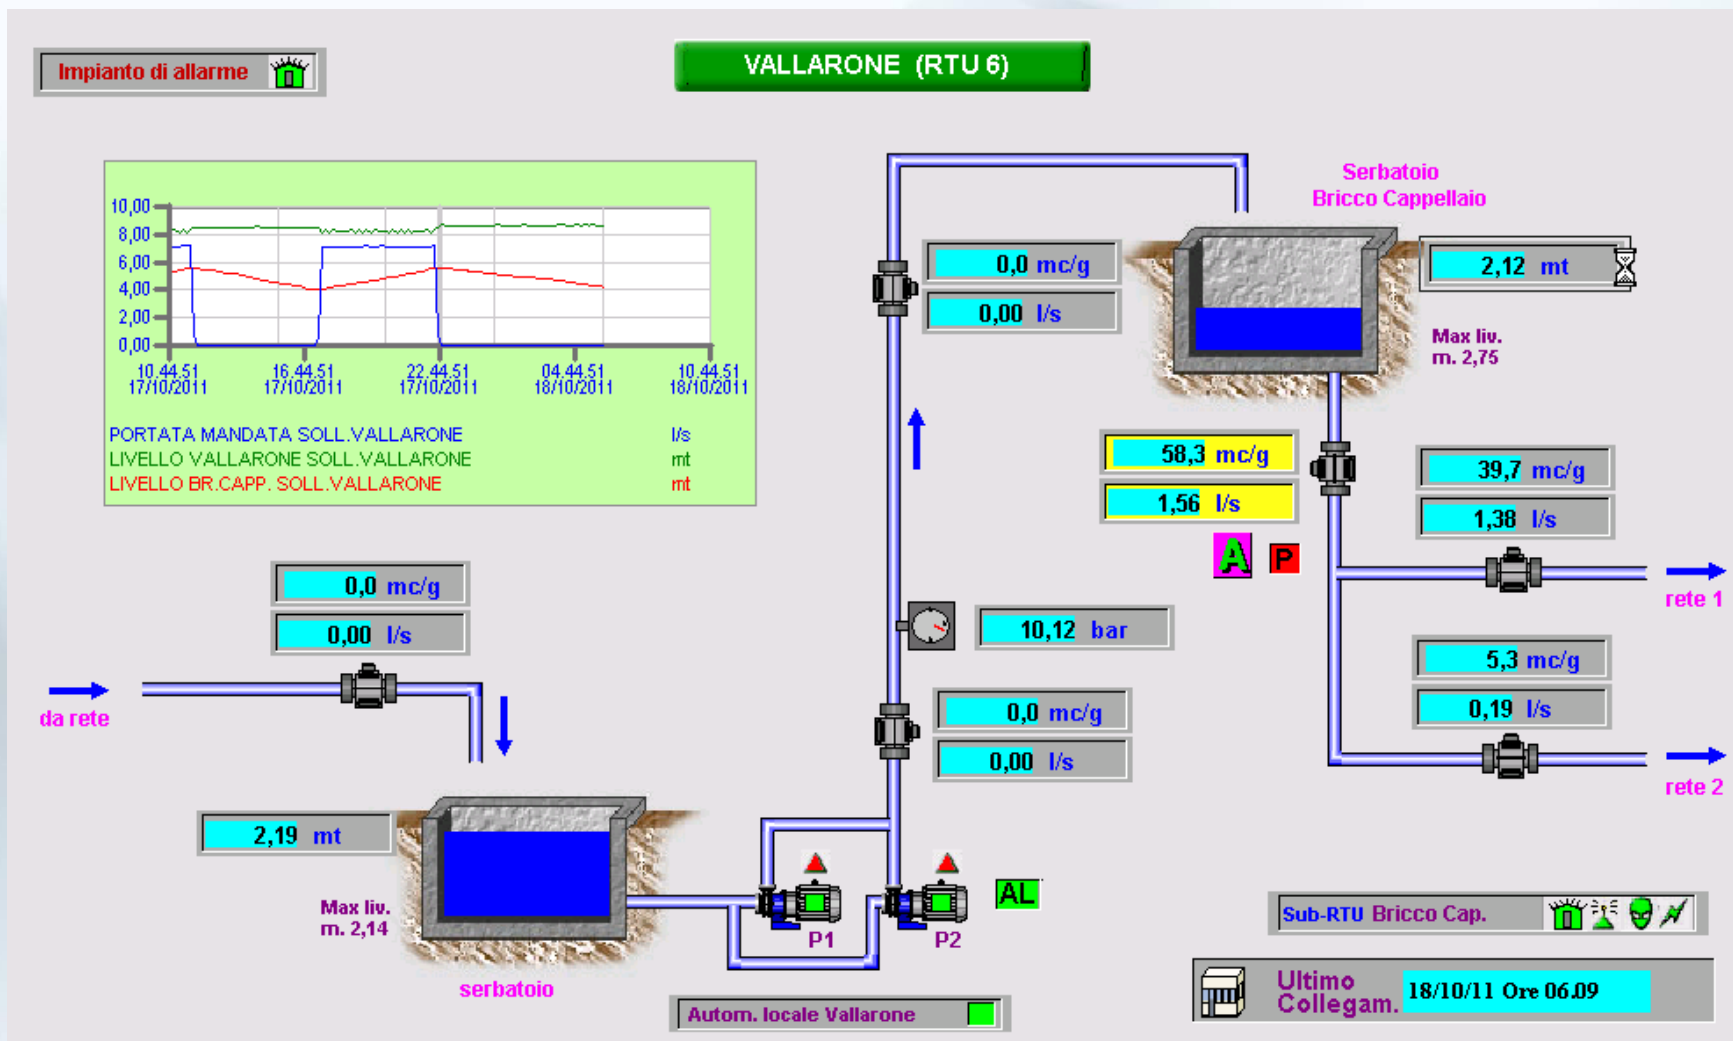 Impianto di allarme
VALLARONE (RTU 6)
10,00
8,00
6,00
4,00
2,00
0,00
10.44.51 16.44.51 22.44.51 04.44.51 10.44.51
17/10/2011 17/10/2011 17/10/2011 18/10/2011 18/10/2011
PORTATA MANDATA SOLL.VALLARONE l/s
LIVELLO VALLARONE SOLL.VALLARONE mt
LIVELLO BR.CAPP. SOLL.VALLARONE mt
Serbatoio
Bricco Cappellaio
0,0 mc/g
0,00 l/s
2,12 mt
Max liv.
m. 2,75
58,3 mc/g
1,56 l/s
A P
39,7 mc/g
1,38 l/s
rete 1
0,0 mc/g
0,00 l/s
da rete
10,12 bar
5,3 mc/g
0,19 l/s
rete 2
0,0 mc/g
0,00 l/s
2,19 mt
Max liv.
m. 2,14
serbatoio
P1
P2
AL
Autom. locale Vallarone
Sub-RTU Bricco Cap.
Ultimo
Collegam.
18/10/11 Ore 06.09